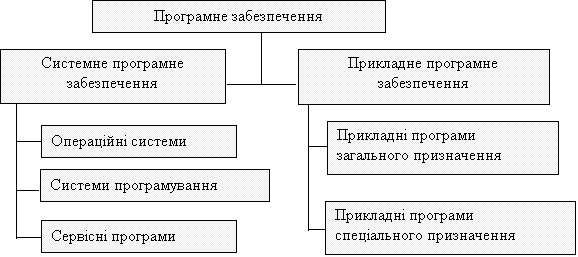 Програмне забезпечення
Системне програмне
забезпечення
Прикладне програмне
забезпечення
Операційні системи
Системи програмування
Сервісні програми
Прикладні програми
загального призначення
Прикладні програми
спеціального призначення